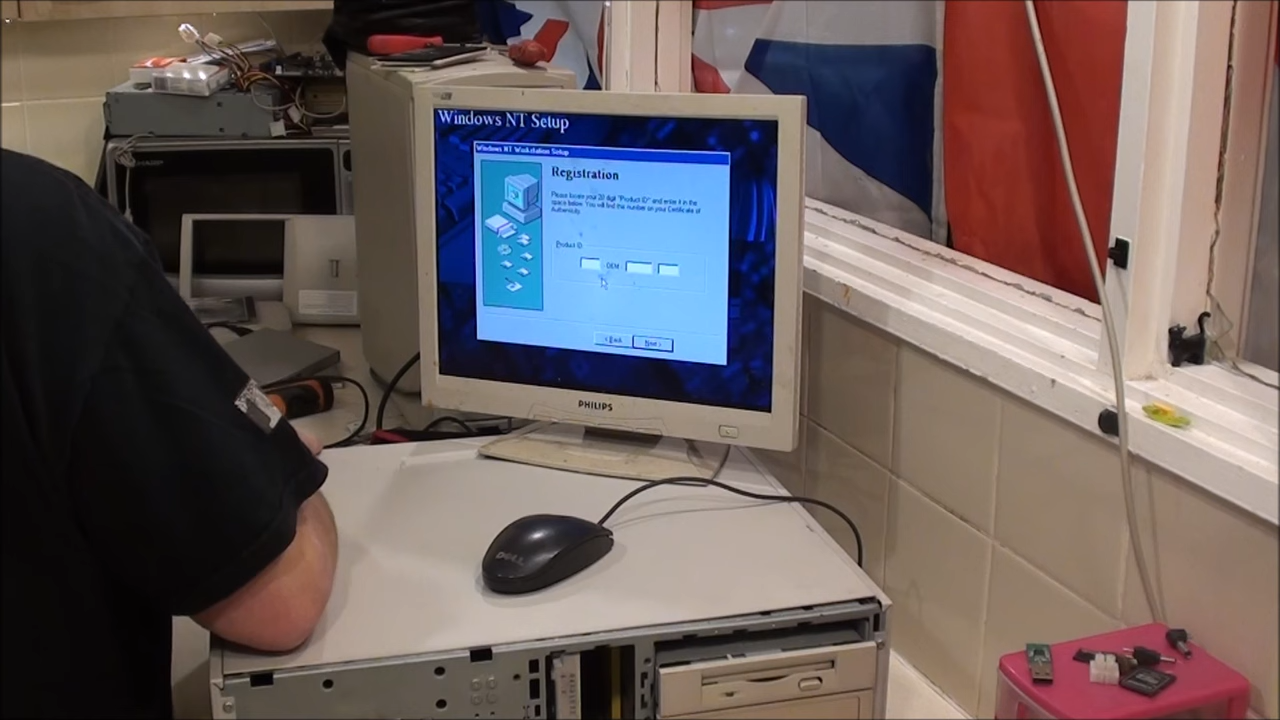 Windows NT Setup
Windows NT Workstation Setup
Registration
Please locate your 20 digit "Product ID" and enter it in the
space below. You will find this number on your Certificate of
Authenticity.
Product ID:
OEM
< Back
Next >
PHILIPS
DELL
SHARP